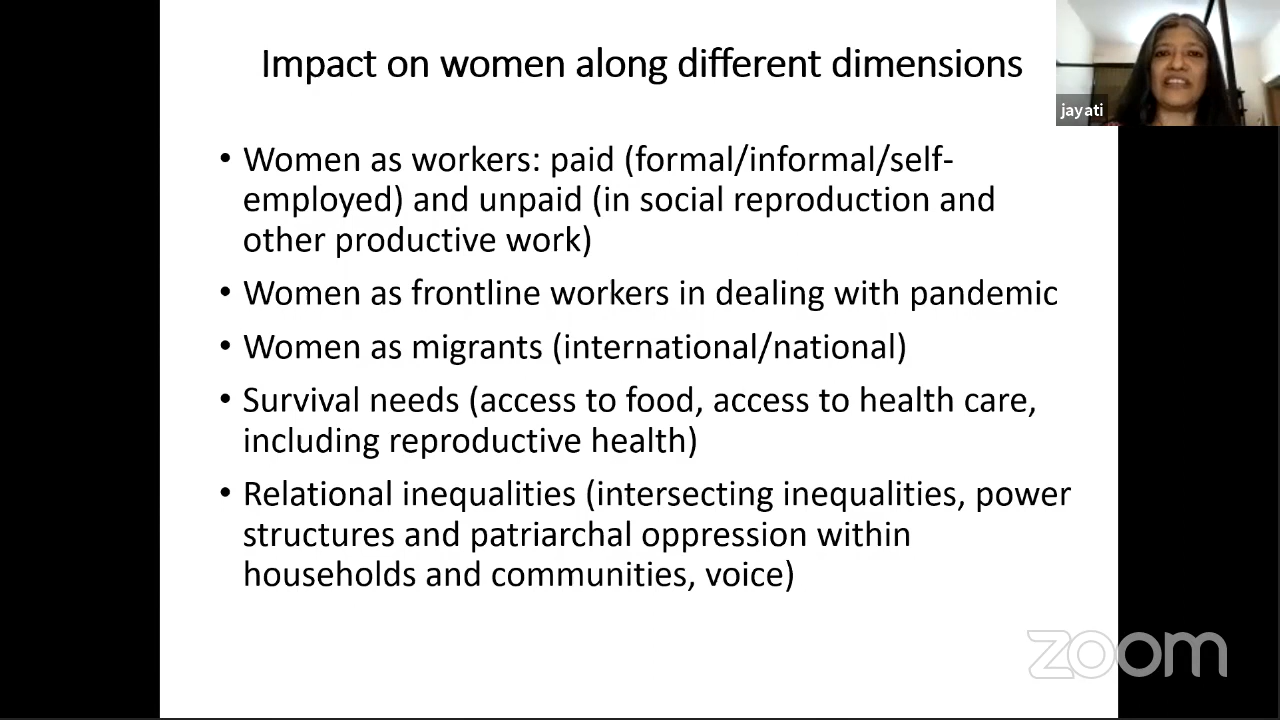 Impact on women along different dimensions
jayati
• Women as workers: paid (formal/informal/self-
employed) and unpaid (in social reproduction and
other productive work)
• Women as frontline workers in dealing with pandemic
• Women as migrants (international/national)
• Survival needs (access to food, access to health care,
including reproductive health)
• Relational inequalities (intersecting inequalities, power
structures and patriarchal oppression within
households and communities, voice)
zoom